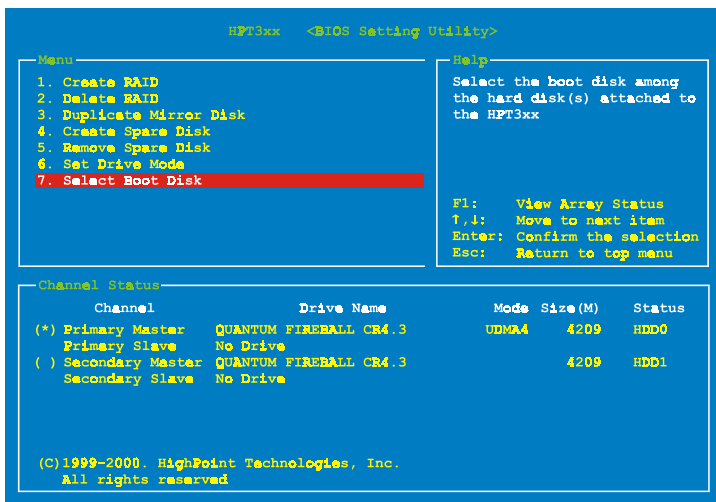 HPT3xx <BIOS Setting Utility>
Menu
1. Create RAID
2. Delete RAID
3. Duplicate Mirror Disk
4. Create Spare Disk
5. Remove Spare Disk
6. Set Drive Mode
7. Select Boot Disk
Help
Select the boot disk among
the hard disk(s) attached to
the HPT3xx
F1: View Array Status
↑,↓: Move to next item
Enter: Confirm the selection
Esc: Return to top menu
Channel Status
Channel Drive Name Mode Size(M) Status
(*) Primary Master QUANTUM FIREBALL CR4.3 UDMA4 4209 HDD0
Primary Slave No Drive
( ) Secondary Master QUANTUM FIREBALL CR4.3 4209 HDD1
Secondary Slave No Drive
(C)1999-2000. HighPoint Technologies, Inc.
All rights reserved